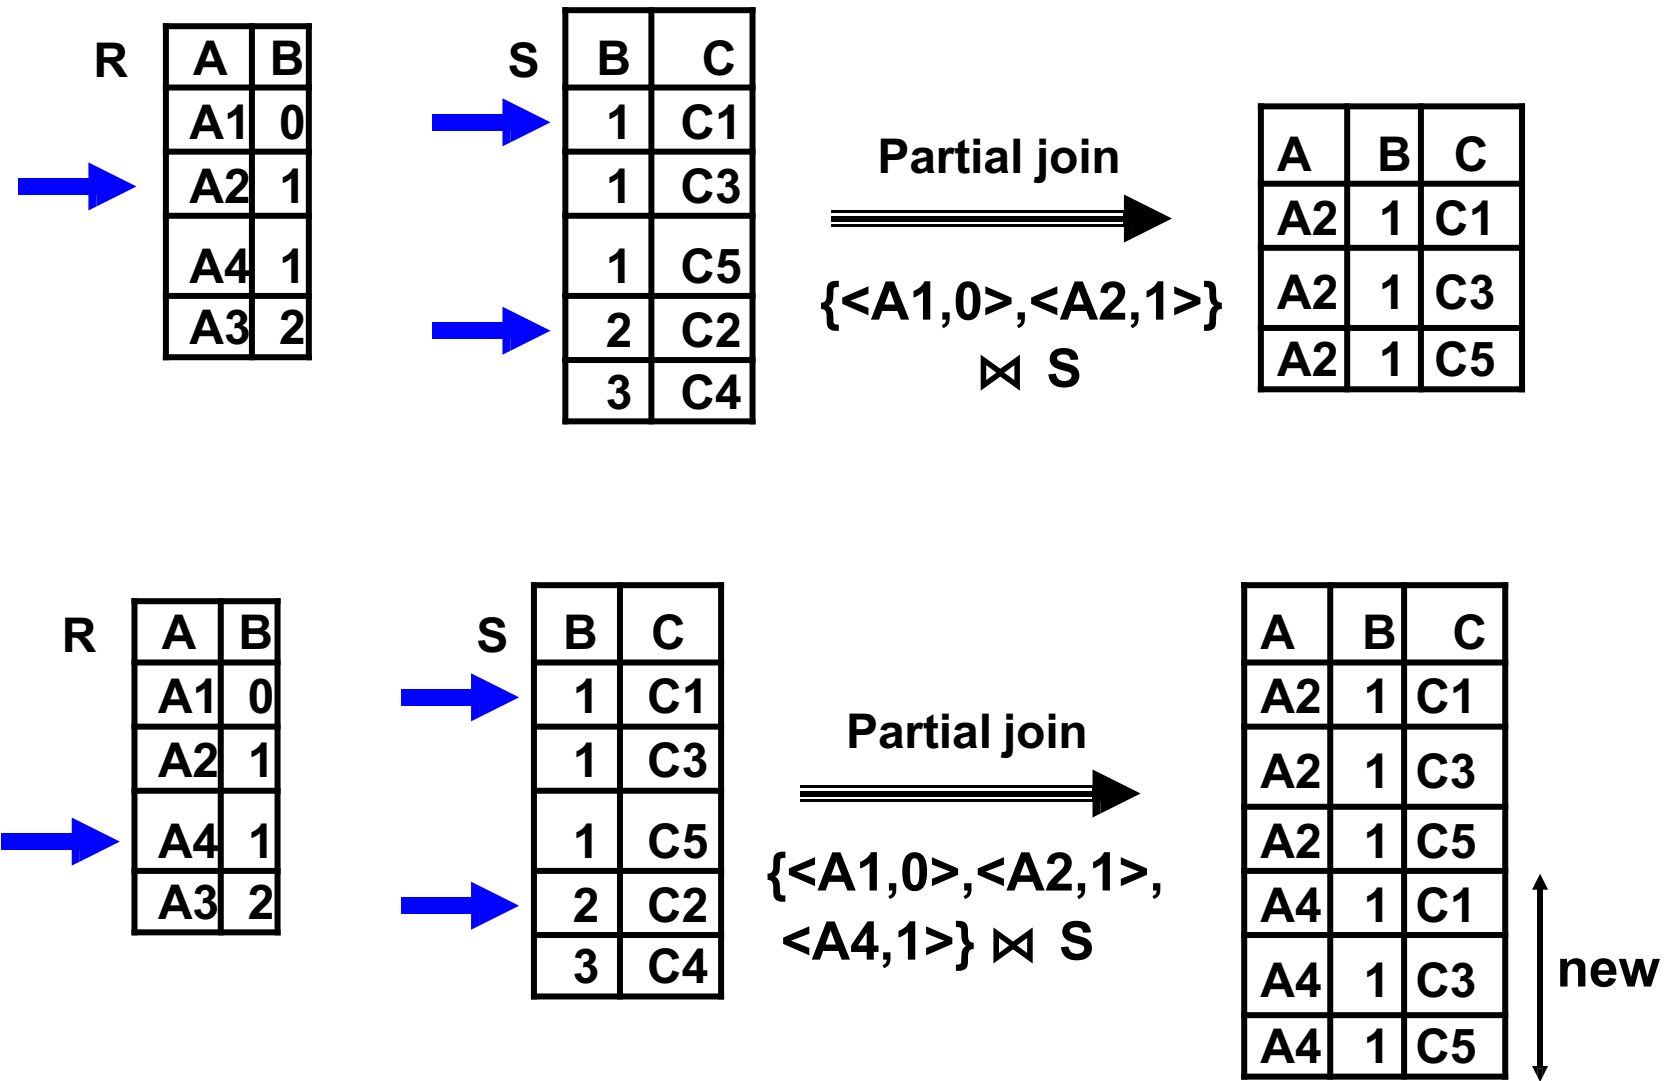 R
A B
A1 0
A2 1
A4 1
A3 2
S
B C
1 C1
1 C3
1 C5
2 C2
3 C4
Partial join
{<A1,0>,<A2,1>}
⋈ S
A B C
A2 1 C1
A2 1 C3
A2 1 C5
R
A B
A1 0
A2 1
A4 1
A3 2
S
B C
1 C1
1 C3
1 C5
2 C2
3 C4
Partial join
{<A1,0>,<A2,1>,
<A4,1>} ⋈ S
A B C
A2 1 C1
A2 1 C3
A2 1 C5
A4 1 C1
A4 1 C3
A4 1 C5
new